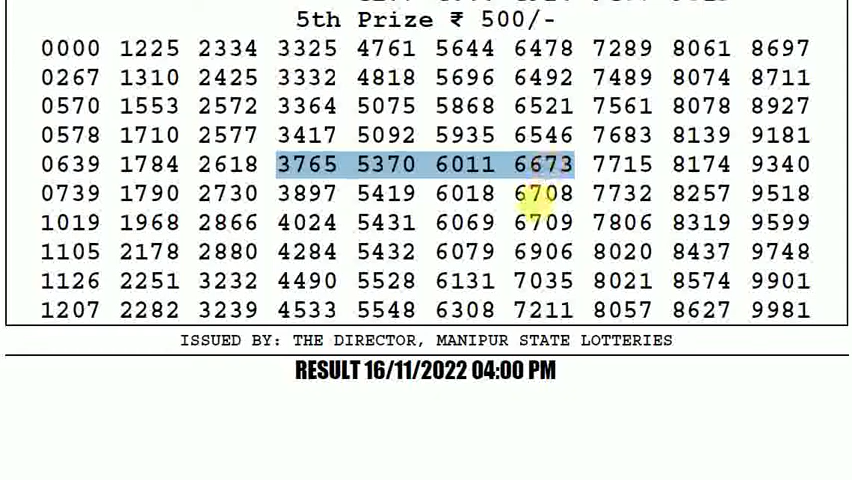 5th Prize ₹ 500/-
0000 1225 2334 3325 4761 5644 6478 7289 8061 8697
0267 1310 2425 3332 4818 5696 6492 7489 8074 8711
0570 1553 2572 3364 5075 5868 6521 7561 8078 8927
0578 1710 2577 3417 5092 5935 6546 7683 8139 9181
0639 1784 2618 3765 5370 6011 6673 7715 8174 9340
0739 1790 2730 3897 5419 6018 6708 7732 8257 9518
1019 1968 2866 4024 5431 6069 6709 7806 8319 9599
1105 2178 2880 4284 5432 6079 6906 8020 8437 9748
1126 2251 3232 4490 5528 6131 7035 8021 8574 9901
1207 2282 3239 4533 5548 6308 7211 8057 8627 9981
ISSUED BY: THE DIRECTOR, MANIPUR STATE LOTTERIES
RESULT 16/11/2022 04:00 PM